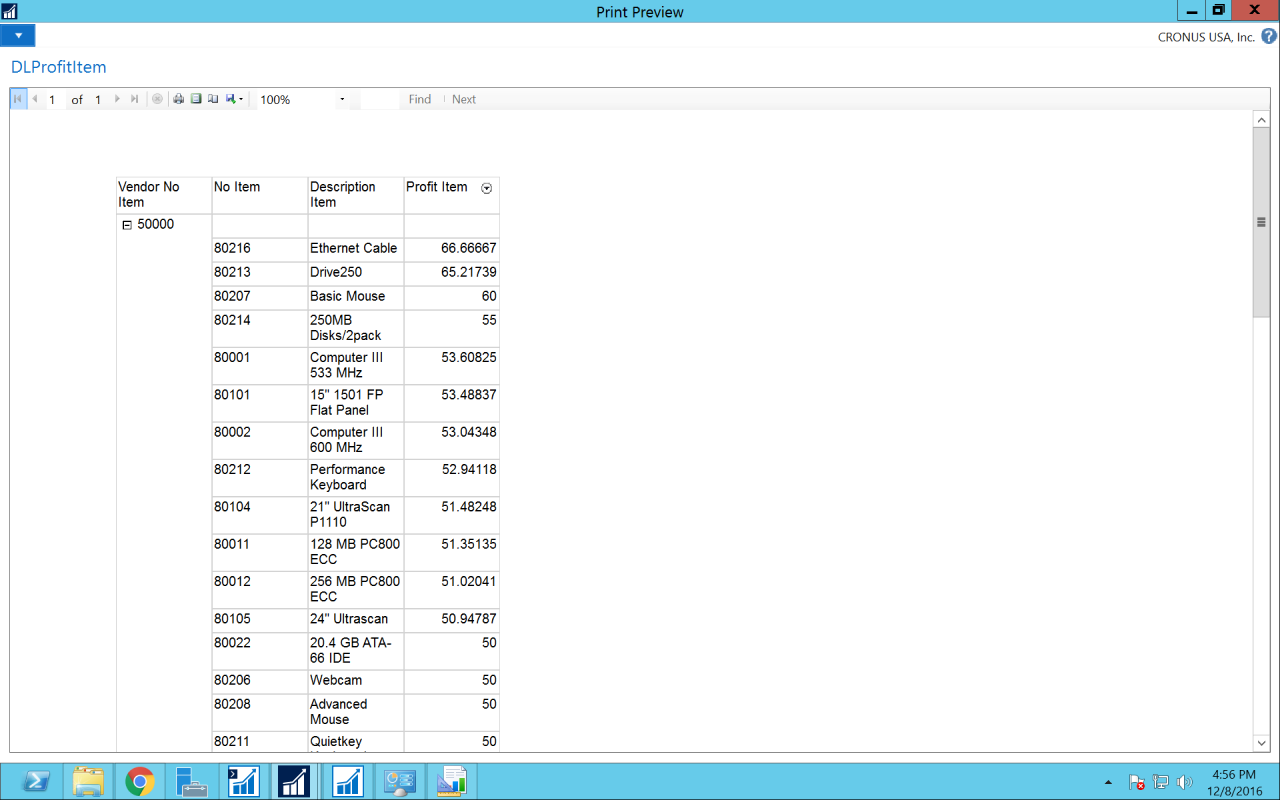 Print Preview
CRONUS USA, Inc.
DLProfitItem
1 of 1 100% Find Next
Vendor No Item No Item Description Item Profit Item
50000
80216 Ethernet Cable 66.66667
80213 Drive250 65.21739
80207 Basic Mouse 60
80214 250MB Disks/2pack 55
80001 Computer III 533 MHz 53.60825
80101 15" 1501 FP Flat Panel 53.48837
80002 Computer III 600 MHz 53.04348
80212 Performance Keyboard 52.94118
80104 21" UltraScan P1110 51.48248
80011 128 MB PC800 ECC 51.35135
80012 256 MB PC800 ECC 51.02041
80105 24" Ultrascan 50.94787
80022 20.4 GB ATA-66 IDE 50
80206 Webcam 50
80208 Advanced Mouse 50
80211 Quietkey 50
4:56 PM
12/8/2016